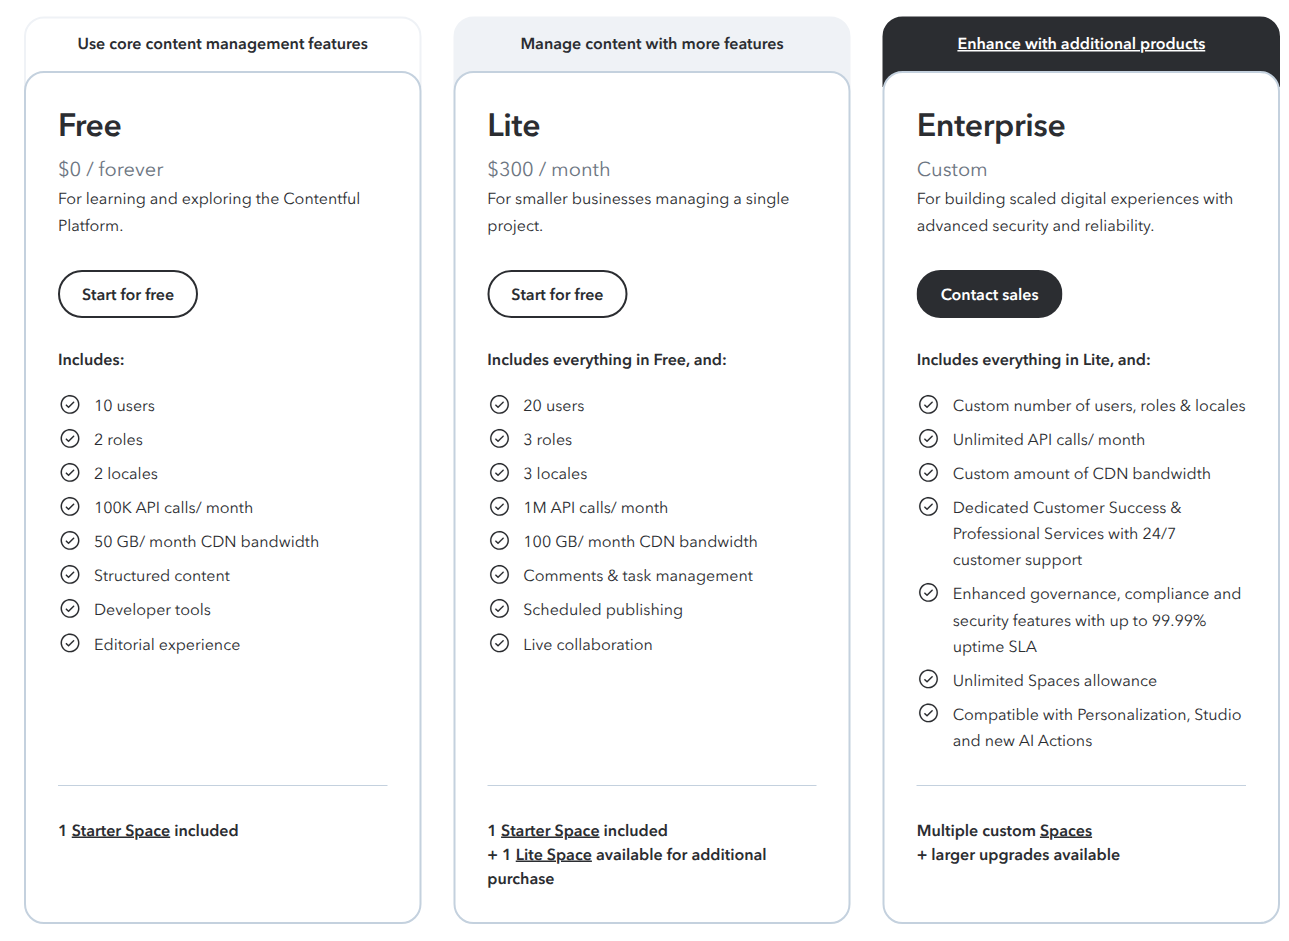 Use core content management features
Free
$0 / forever
For learning and exploring the Contentful
Platform.
Start for free
Includes:
10 users
2 roles
2 locales
100K API calls/ month
50 GB/ month CDN bandwidth
Structured content
Developer tools
Editorial experience
1 Starter Space included
Manage content with more features
Lite
$300 / month
For smaller businesses managing a single
project.
Start for free
Includes everything in Free, and:
20 users
3 roles
3 locales
1M API calls/ month
100 GB/ month CDN bandwidth
Comments & task management
Scheduled publishing
Live collaboration
1 Starter Space included
+ 1 Lite Space available for additional
purchase
Enhance with additional products
Enterprise
Custom
For building scaled digital experiences with
advanced security and reliability.
Contact sales
Includes everything in Lite, and:
Custom number of users, roles & locales
Unlimited API calls/ month
Custom amount of CDN bandwidth
Dedicated Customer Success &
Professional Services with 24/7
customer support
Enhanced governance, compliance and
security features with up to 99.99%
uptime SLA
Unlimited Spaces allowance
Compatible with Personalization, Studio
and new AI Actions
Multiple custom Spaces
+ larger upgrades available